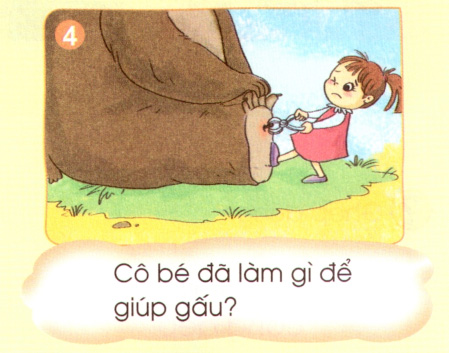 4
Cô bé đã làm gì để
giúp gấu?